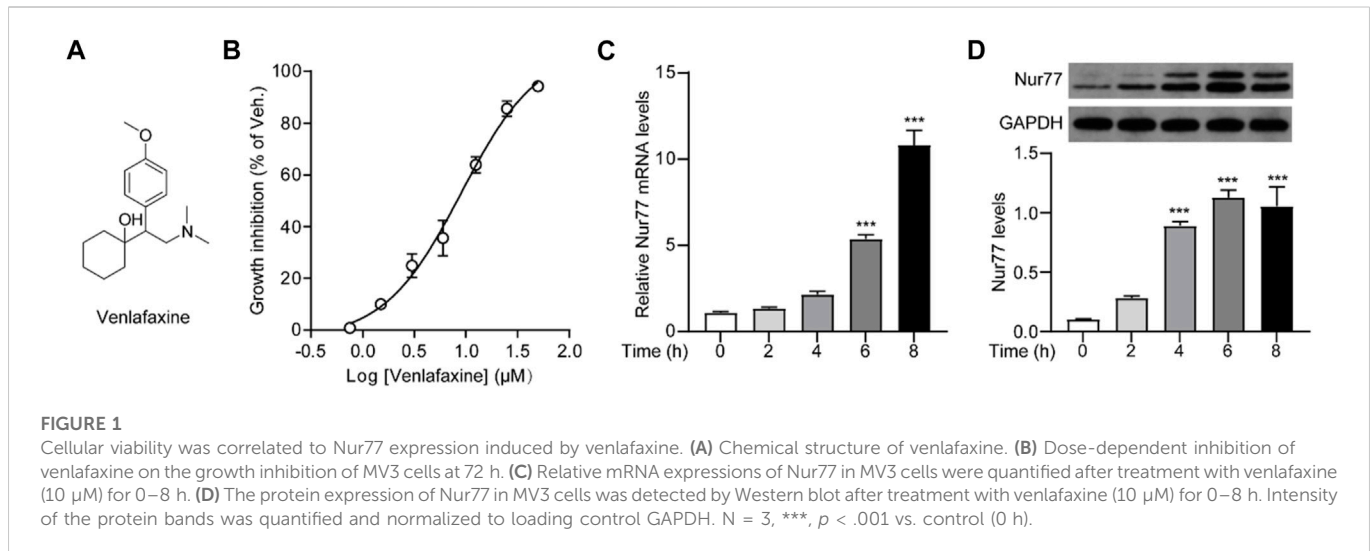 A
O
OH
N
Venlafaxine
B
Growth inhibition (% of Veh.)
100
80
60
40
20
0
-0.5 0.0 0.5 1.0 1.5 2.0
Log [Venlafaxine] (µM)
C
Relative Nur77 mRNA levels
15
10
5
0
***
***
Time (h) 0 2 4 6 8
D
Nur77
GAPDH
Nur77 levels
1.5
1.0
0.5
0.0
***
***
***
Time (h) 0 2 4 6 8
FIGURE 1
Cellular viability was correlated to Nur77 expression induced by venlafaxine. (A) Chemical structure of venlafaxine. (B) Dose-dependent inhibition of
venlafaxine on the growth inhibition of MV3 cells at 72 h. (C) Relative mRNA expressions of Nur77 in MV3 cells were quantified after treatment with venlafaxine
(10 µM) for 0–8 h. (D) The protein expression of Nur77 in MV3 cells was detected by Western blot after treatment with venlafaxine (10 µM) for 0–8 h. Intensity
of the protein bands was quantified and normalized to loading control GAPDH. N = 3, ***, p < .001 vs. control (0 h).